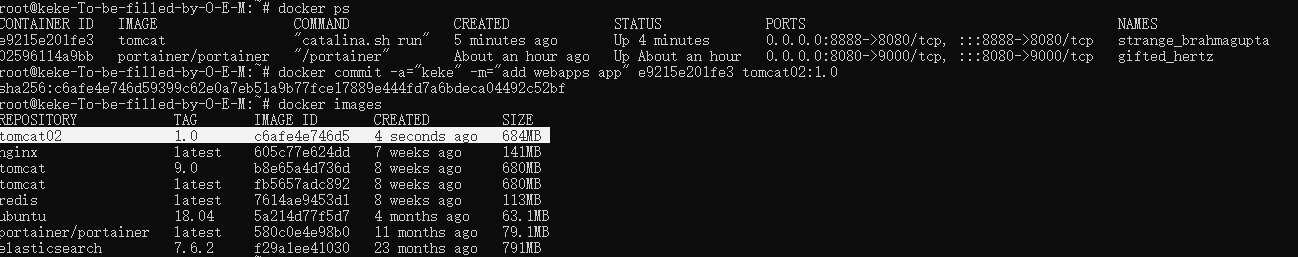 root@keke-To-be-filled-by-O-E-M:~# docker ps
CONTAINER ID IMAGE COMMAND CREATED STATUS PORTS NAMES
e9215e201fe3 tomcat "catalina.sh run" 5 minutes ago Up 4 minutes 0.0.0.0:8888->8080/tcp, :::8888->8080/tcp strange_brahmagupta
02596114a9bb portainer/portainer "/portainer" About an hour ago Up About an hour 0.0.0.0:8080->9000/tcp, :::8080->9000/tcp gifted_hertz
root@keke-To-be-filled-by-O-E-M:~# docker commit -a="keke" -m="add webapps app" e9215e201fe3 tomcat02:1.0
sha256:c6afe4e746d59399c62e0a7eb51a9b77fce17889e444fd7a6bdeca04492c52bf
root@keke-To-be-filled-by-O-E-M:~# docker images
REPOSITORY TAG IMAGE ID CREATED SIZE
tomcat02 1.0 c6afe4e746d5 4 seconds ago 684MB
nginx latest 605c77e624dd 7 weeks ago 141MB
tomcat 9.0 b8e65a4d736d 8 weeks ago 680MB
tomcat latest fb5657adc892 8 weeks ago 680MB
redis latest 7614ae9453d1 8 weeks ago 113MB
ubuntu 18.04 5a214d77f5d7 4 months ago 63.1MB
portainer/portainer latest 580c0e4e98b0 11 months ago 79.1MB
elasticsearch 7.6.2 f29a1ee41030 23 months ago 791MB